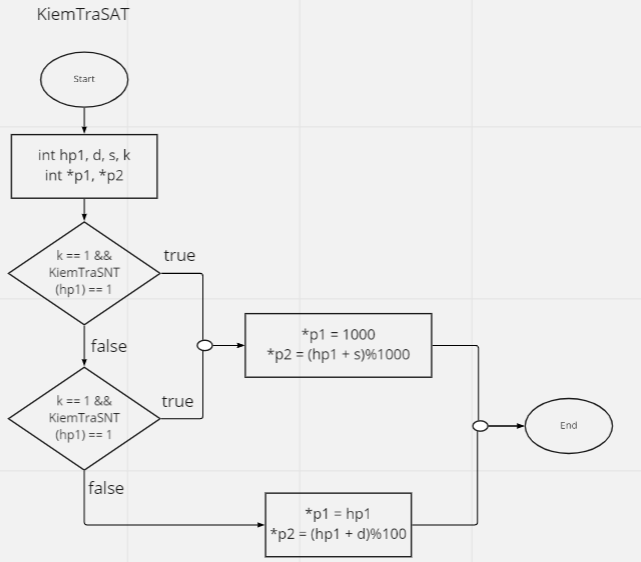 KiemTraSAT
Start
int hp1, d, s, k
int *p1, *p2
k == 1 &&
KiemTraSNT
(hp1) == 1
true
false
*p1 = 1000
*p2 = (hp1 + s)%1000
k == 1 &&
KiemTraSNT
(hp1) == 1
true
false
End
*p1 = hp1
*p2 = (hp1 + d)%100